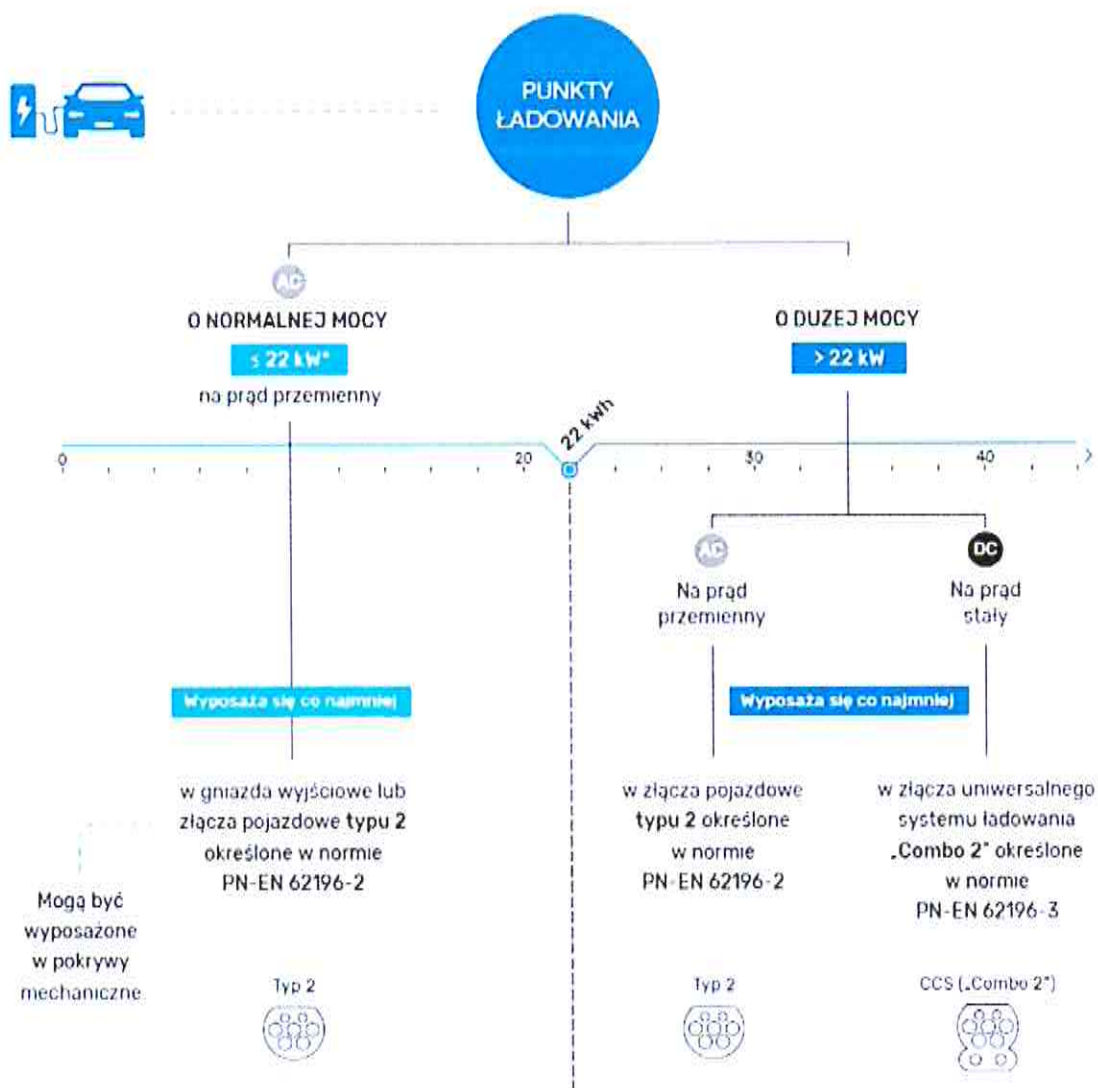 PUNKTY
ŁADOWANIA
AC
O NORMALNEJ MOCY
≤ 22 kW*
na prąd przemienny
O DUZEJ MOCY
> 22 kW
22 kWh
0
20
30
40
AC
Na prąd
przemienny
DC
Na prąd
stały
Wyposaża się co najmniej
Wyposaża się co najmniej
w gniazda wyjściowe lub
złącza pojazdowe typu 2
określone w normie
PN-EN 62196-2
Mogą być
wyposażone
w pokrywy
mechaniczne
w złącza pojazdowe
typu 2 określone
w normie
PN-EN 62196-2
w złącza uniwersalnego
systemu ładowania
„Combo 2" określone
w normie
PN-EN 62196-3
Typ 2
Typ 2
CCS („Combo 2")